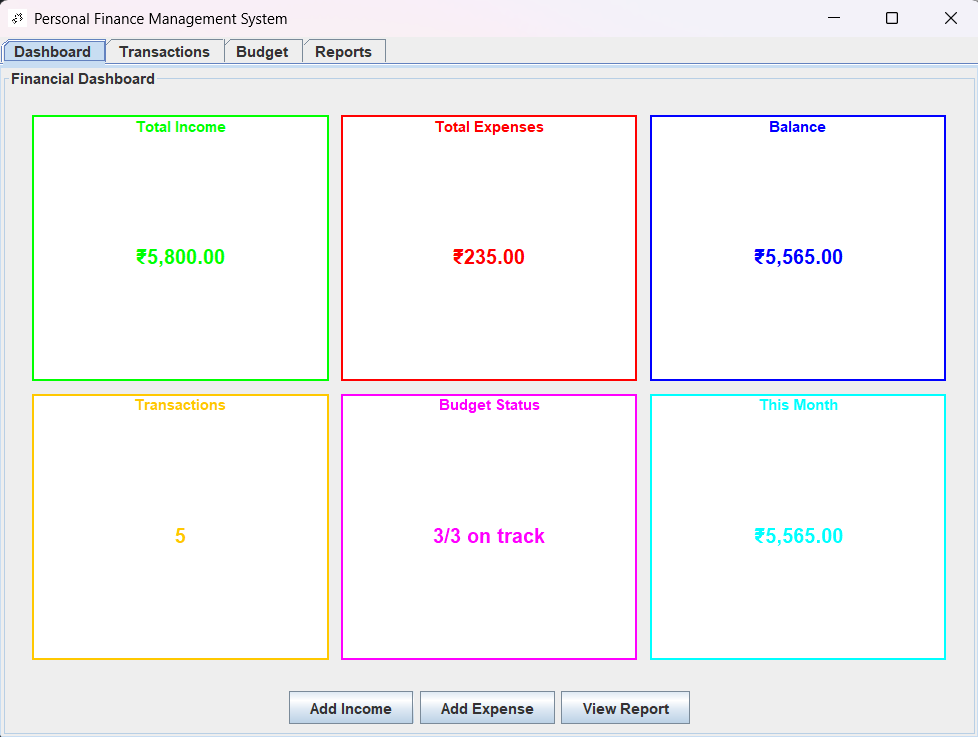 Personal Finance Management System
Dashboard Transactions Budget Reports
Financial Dashboard
Total Income Total Expenses Balance
₹5,800.00 ₹235.00 ₹5,565.00
Transactions Budget Status This Month
5 3/3 on track ₹5,565.00
Add Income Add Expense View Report